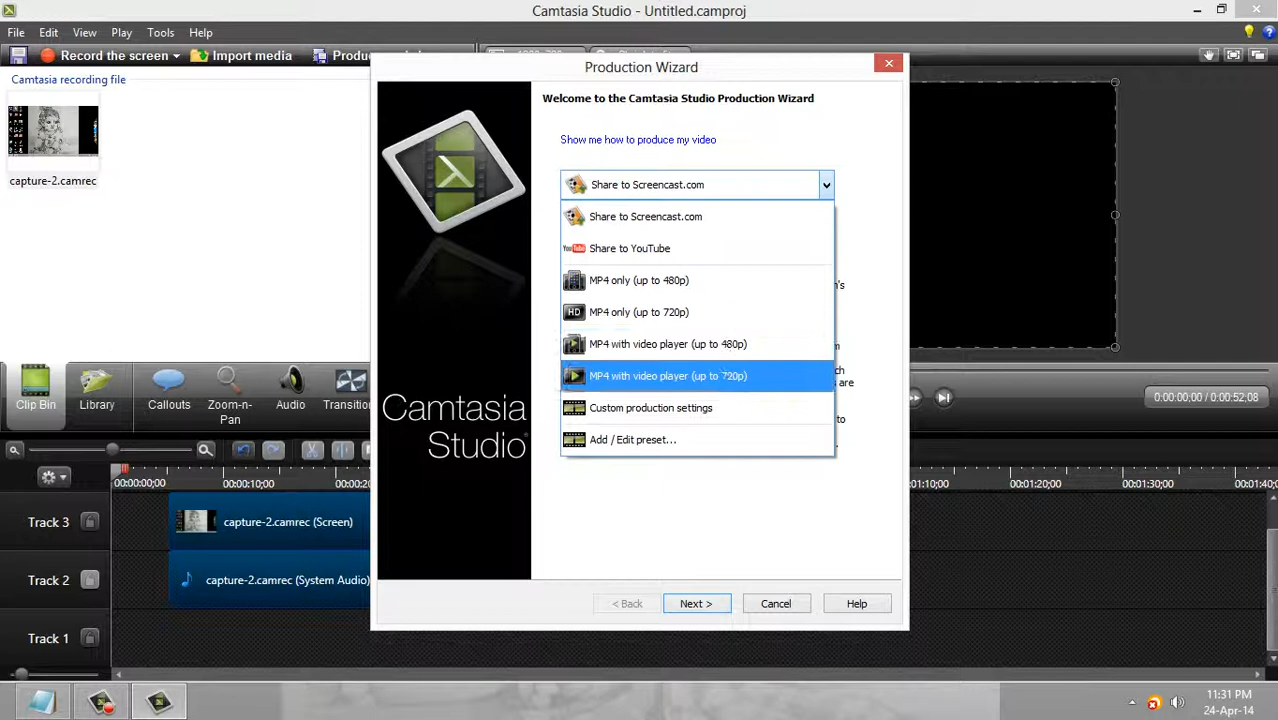 Camtasia Studio - Untitled.camproj
File Edit View Play Tools Help
Record the screen Import media
Camtasia recording file
capture-2.camrec
Production Wizard
Welcome to the Camtasia Studio Production Wizard
Show me how to produce my video
Share to Screencast.com
Share to Screencast.com
You Tube Share to YouTube
MP4 only (up to 480p)
HD MP4 only (up to 720p)
MP4 with video player (up to 480p)
MP4 with video player (up to 720p)
Custom production settings
Add / Edit preset...
Camtasia
Studio
< Back Next > Cancel Help
Clip Bin Library Callouts Zoom-n-Pan Audio
0:00:00;00 / 0:00:52;08
00:00:00;00 00:00:10;00 00:01:10;00 00:01:20;00 00:01:30;00
Track 3 capture-2.camrec (Screen)
Track 2 capture-2.camrec (System Audio)
Track 1
11:31 PM
24-Apr-14